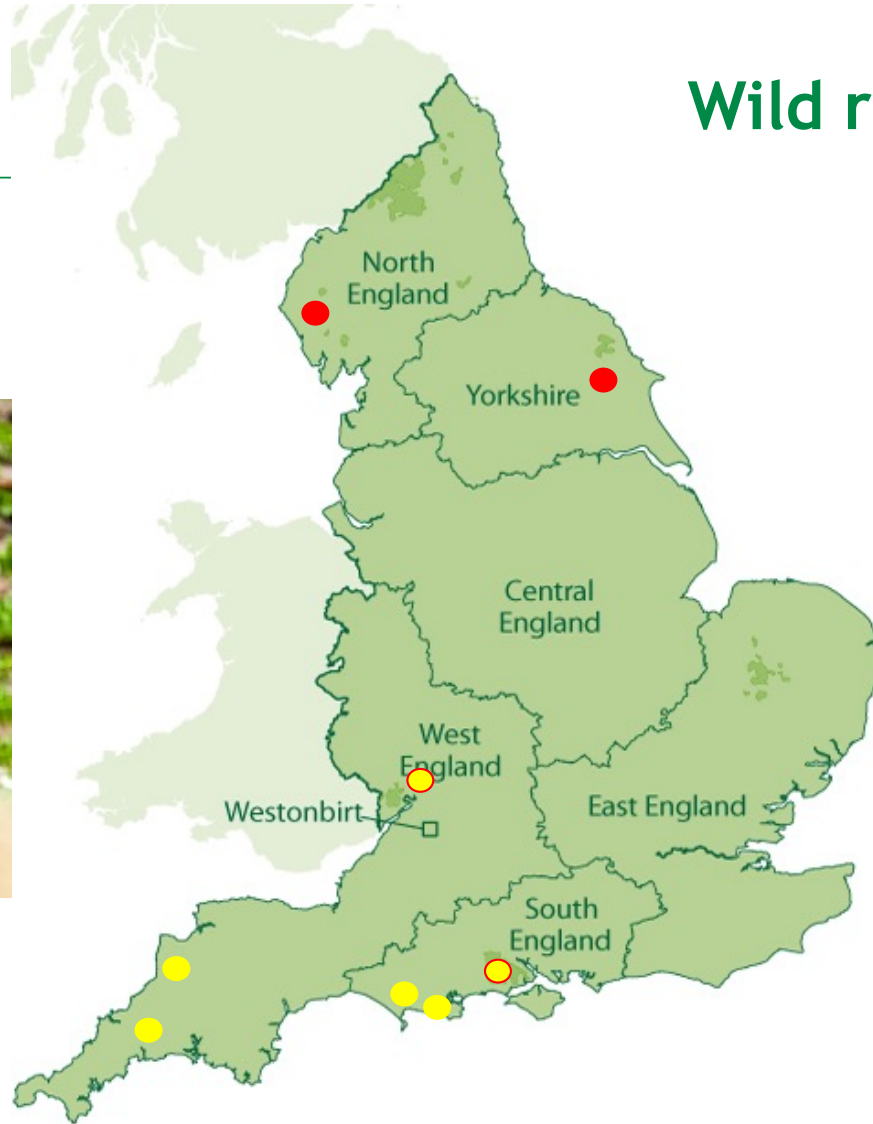 Wild r
North
England
Yorkshire
Central
England
West
England
Westonbirt
East England
South
England